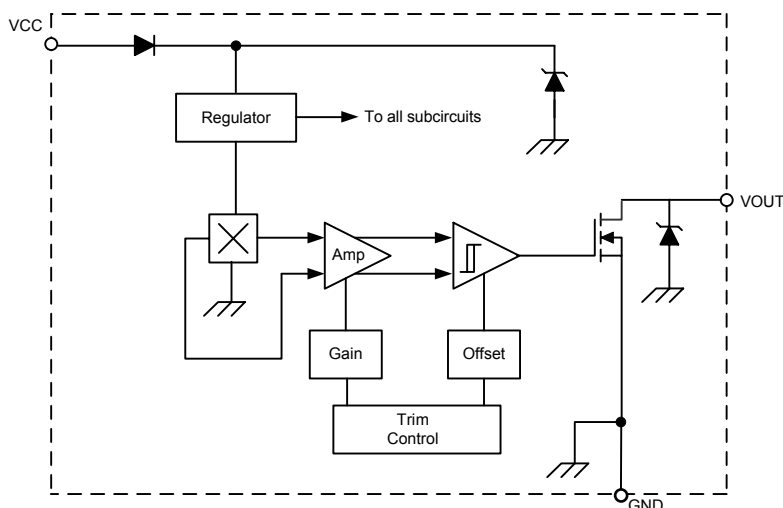 VCC
Regulator
To all subcircuits
VOUT
Amp
Gain
Offset
Trim
Control
GND